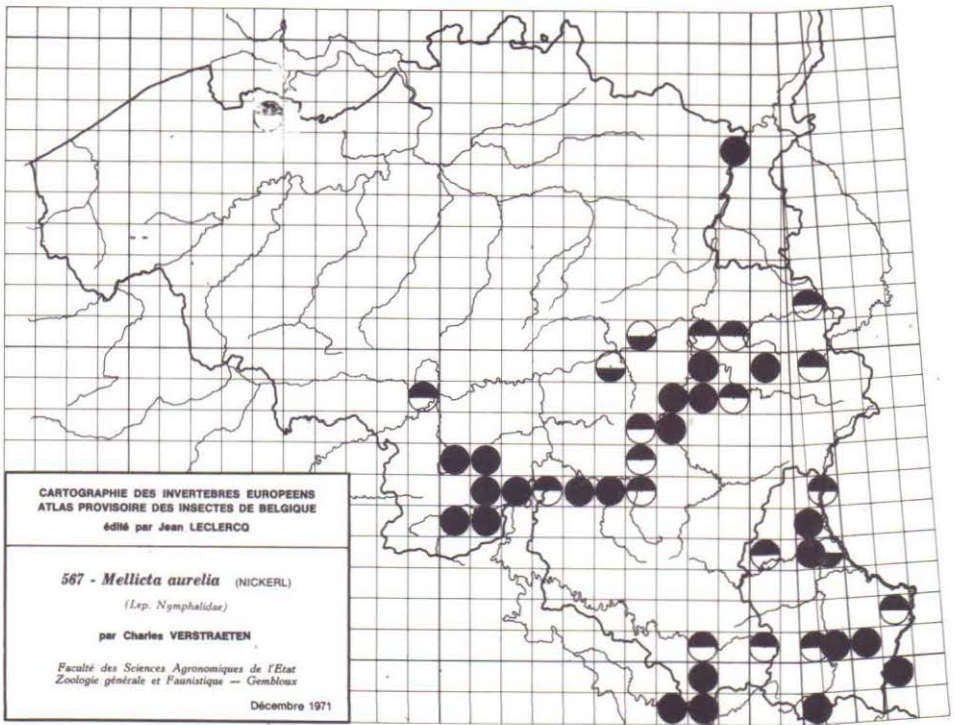 CARTOGRAPHIE DES INVERTEBRES EUROPEENS
ATLAS PROVISOIRE DES INSECTES DE BELGIQUE
édité par Jean LECLERCQ
567 - Mellicta aurelia (NICKERL)
(Lep. Nymphalidae)
par Charles VERSTRAETEN
Faculté des Sciences Agronomiques de l'Etat
Zoologie générale et Faunistique — Gembloux
Décembre 1971